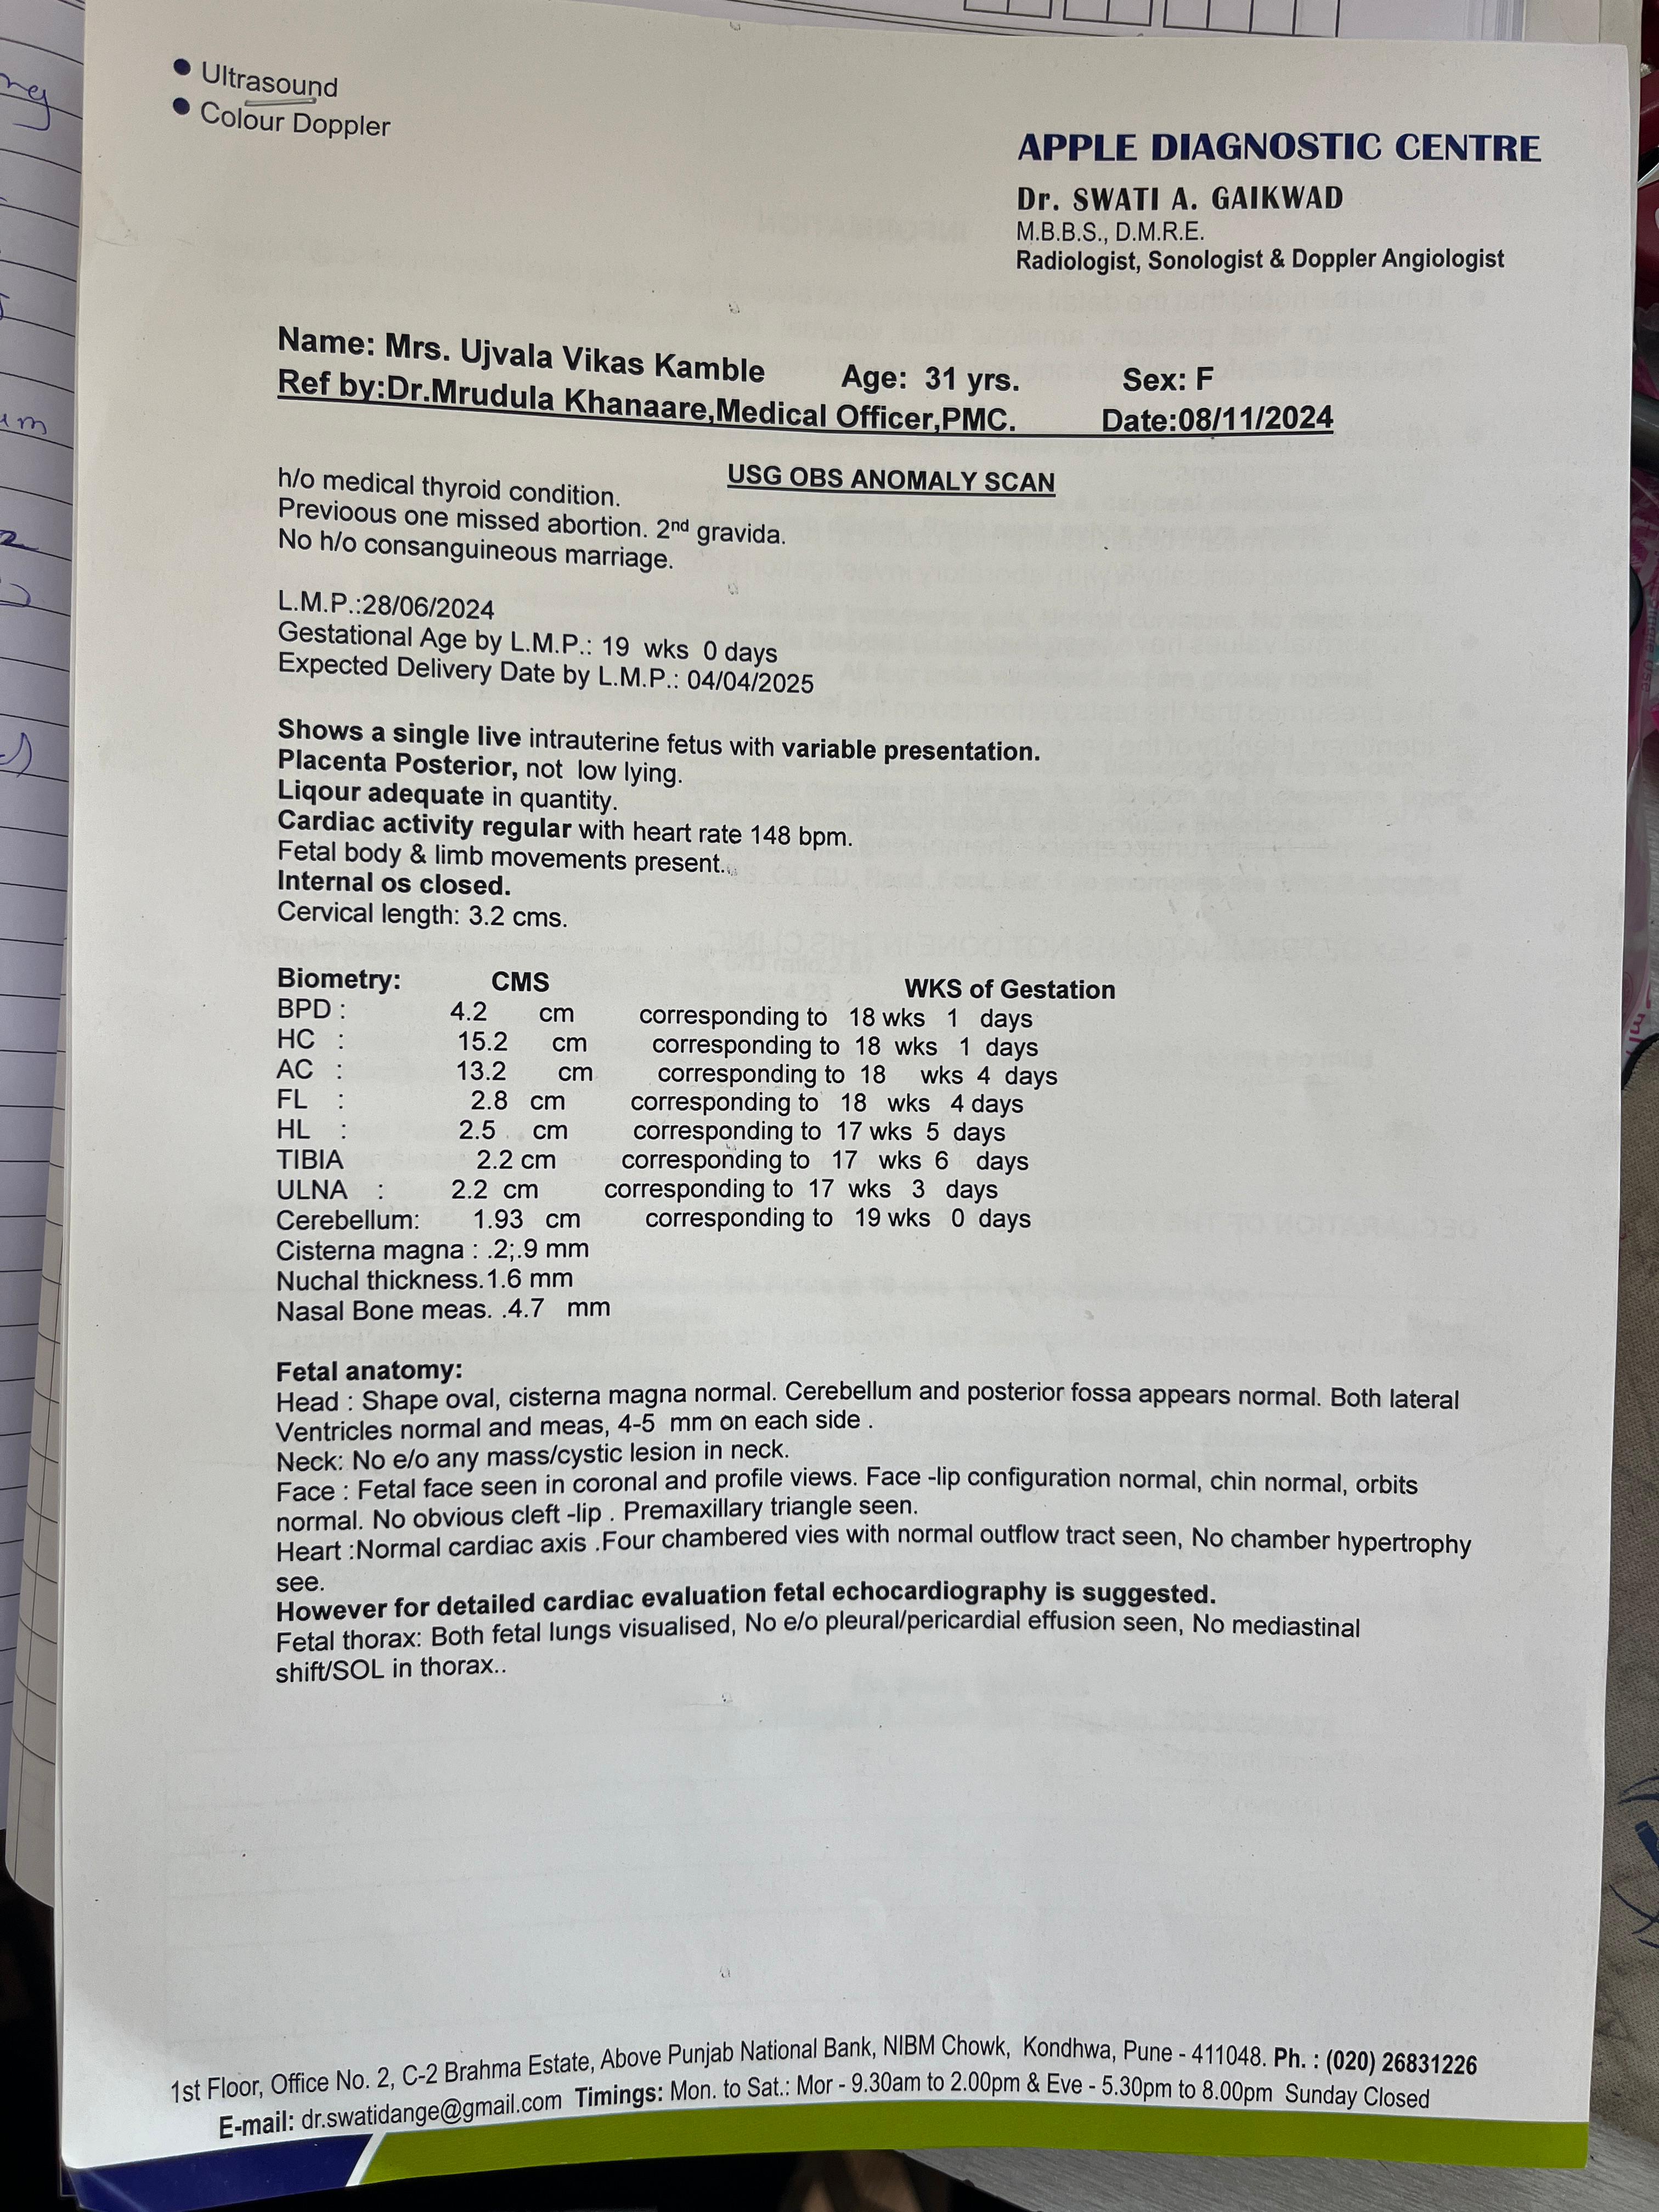 ● Ultrasound
● Colour Doppler
APPLE DIAGNOSTIC CENTRE
Dr. SWATI A. GAIKWAD
M.B.B.S., D.M.R.E.
Radiologist, Sonologist & Doppler Angiologist
Name: Mrs. Ujvala Vikas Kamble Age: 31 yrs. Sex: F
Ref by:Dr.Mrudula Khanaare,Medical Officer,PMC. Date:08/11/2024
USG OBS ANOMALY SCAN
h/o medical thyroid condition.
Previoous one missed abortion. 2nd gravida.
No h/o consanguineous marriage.
L.M.P.:28/06/2024
Gestational Age by L.M.P.: 19 wks 0 days
Expected Delivery Date by L.M.P.: 04/04/2025
Shows a single live intrauterine fetus with variable presentation.
Placenta Posterior, not low lying.
Liqour adequate in quantity.
Cardiac activity regular with heart rate 148 bpm.
Fetal body & limb movements present..
Internal os closed.
Cervical length: 3.2 cms.
Biometry: CMS WKS of Gestation
BPD : 4.2 cm corresponding to 18 wks 1 days
HC : 15.2 cm corresponding to 18 wks 1 days
AC : 13.2 cm corresponding to 18 wks 4 days
FL : 2.8 cm corresponding to 18 wks 4 days
HL : 2.5 cm corresponding to 17 wks 5 days
TIBIA 2.2 cm corresponding to 17 wks 6 days
ULNA : 2.2 cm corresponding to 17 wks 3 days
Cerebellum: 1.93 cm corresponding to 19 wks 0 days
Cisterna magna : .2;.9 mm
Nuchal thickness.1.6 mm
Nasal Bone meas. .4.7 mm
Fetal anatomy:
Head : Shape oval, cisterna magna normal. Cerebellum and posterior fossa appears normal. Both lateral
Ventricles normal and meas, 4-5 mm on each side .
Neck: No e/o any mass/cystic lesion in neck.
Face : Fetal face seen in coronal and profile views. Face -lip configuration normal, chin normal, orbits
normal. No obvious cleft -lip . Premaxillary triangle seen.
Heart :Normal cardiac axis .Four chambered vies with normal outflow tract seen, No chamber hypertrophy
see.
However for detailed cardiac evaluation fetal echocardiography is suggested.
Fetal thorax: Both fetal lungs visualised, No e/o pleural/pericardial effusion seen, No mediastinal
shift/SOL in thorax..
1st Floor, Office No. 2, C-2 Brahma Estate, Above Punjab National Bank, NIBM Chowk, Kondhwa, Pune - 411048. Ph. : (020) 26831226
E-mail: dr.swatidange@gmail.com Timings: Mon. to Sat.: Mor - 9.30am to 2.00pm & Eve - 5.30pm to 8.00pm Sunday Closed